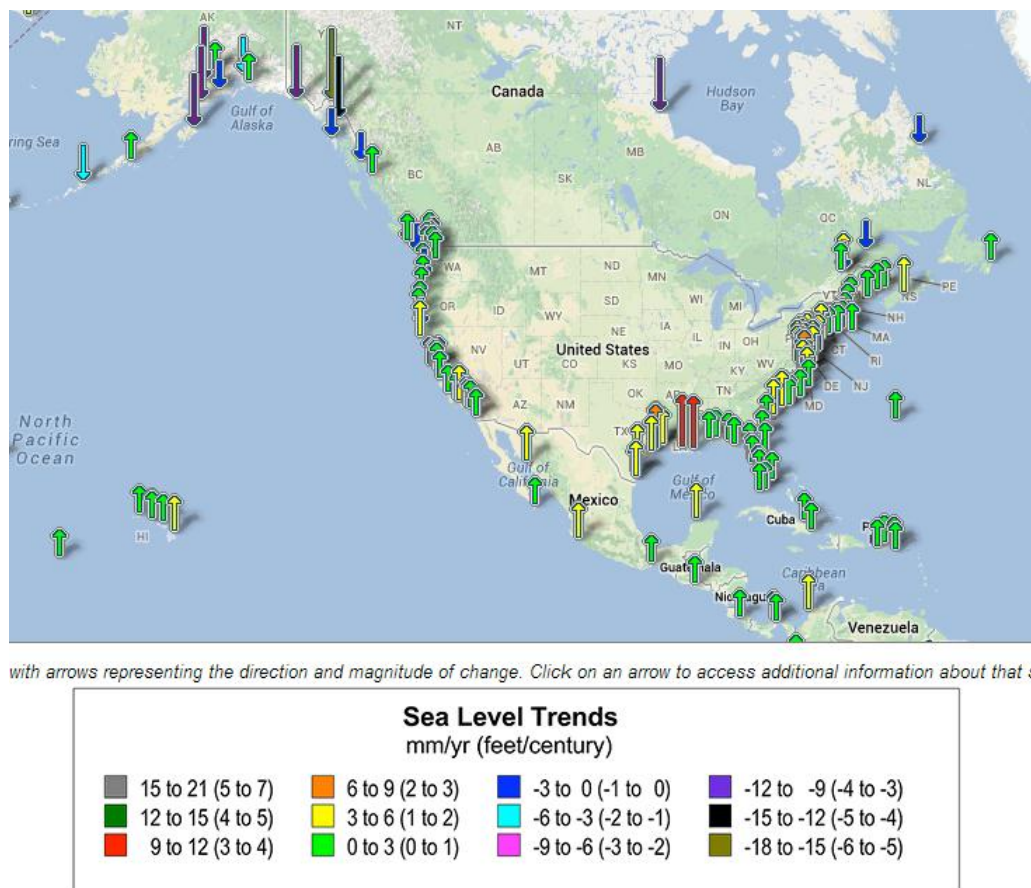 AK
NT
Y
Canada
Hudson
Bay
Gulf of
Alaska
ring Sea
AB
MB
BC
SK
NL
ON
QC
WA
MT
ND
MN
PE
NS
VT
NH
OR
ID
SD
WI
MI
WY
MA
NE
IA
IL
IN
OH
CT
RI
NV
UT
CO
United States
KS
MO
WV
KY
DE
NJ
MD
AZ
NM
OK
TN
TX
North
Pacific
Ocean
Gulf of
California
Gulf of
Mexico
Mexico
HI
Cuba
Guatemala
Caribbean
Sea
Nicaragu
Venezuela
with arrows representing the direction and magnitude of change. Click on an arrow to access additional information about that s
Sea Level Trends
mm/yr (feet/century)
15 to 21 (5 to 7) 6 to 9 (2 to 3) -3 to 0 (-1 to 0) -12 to -9 (-4 to -3)
12 to 15 (4 to 5) 3 to 6 (1 to 2) -6 to -3 (-2 to -1) -15 to -12 (-5 to -4)
9 to 12 (3 to 4) 0 to 3 (0 to 1) -9 to -6 (-3 to -2) -18 to -15 (-6 to -5)